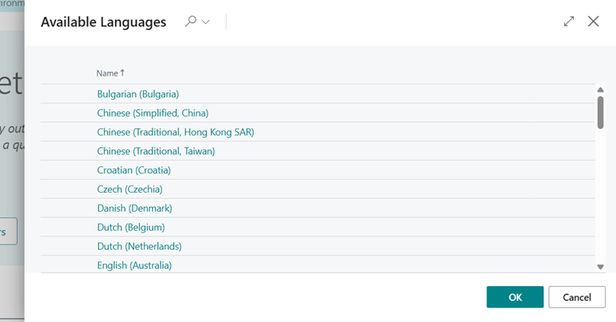 Available Languages
Name ↑
Bulgarian (Bulgaria)
Chinese (Simplified, China)
Chinese (Traditional, Hong Kong SAR)
Chinese (Traditional, Taiwan)
Croatian (Croatia)
Czech (Czechia)
Danish (Denmark)
Dutch (Belgium)
Dutch (Netherlands)
English (Australia)
OK
Cancel